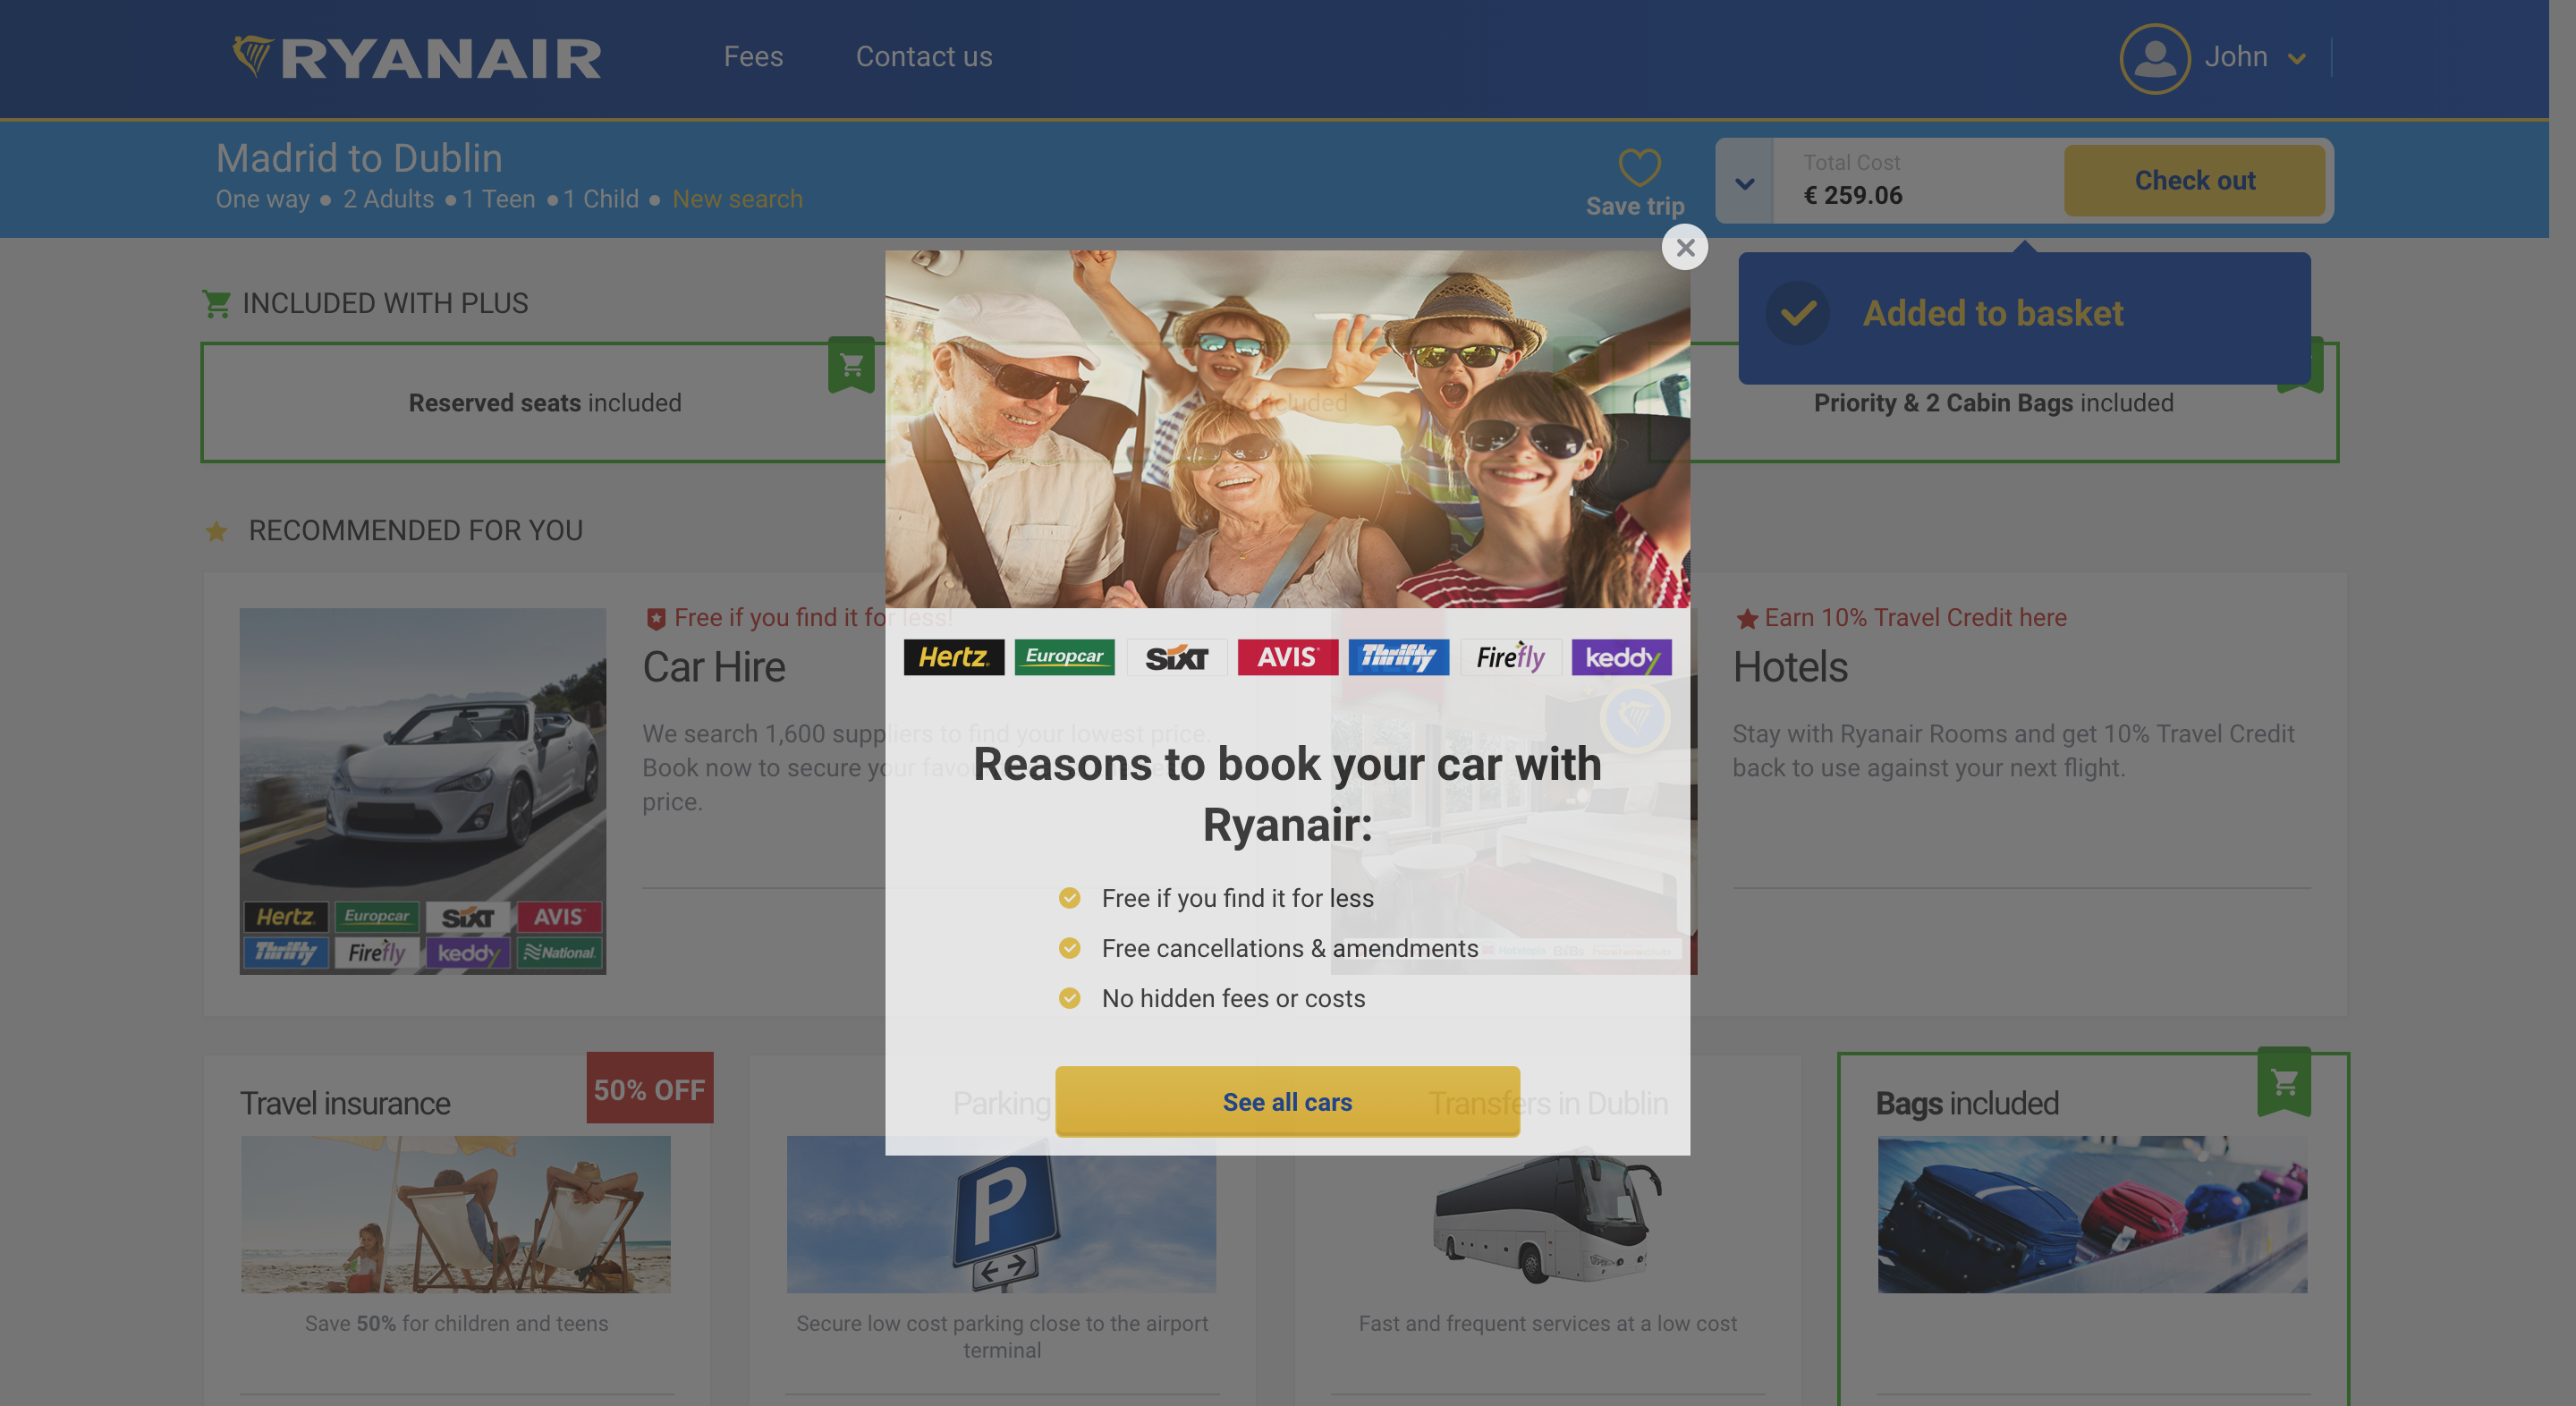 RYANAIR
Fees
Contact us
John
Madrid to Dublin
One way • 2 Adults • 1 Teen • 1 Child • New search
Save trip
Total Cost
€ 259.06
Check out
Added to basket
INCLUDED WITH PLUS
Reserved seats included
included
Priority & 2 Cabin Bags included
RECOMMENDED FOR YOU
Free if you find it for less!
Car Hire
We search 1,600 suppliers to find your lowest price.
Book now to secure your favo
price.
Hertz
Europcar
SiXT
AVIS
Thrifty
Firefly
keddy
National
Earn 10% Travel Credit here
Hotels
Stay with Ryanair Rooms and get 10% Travel Credit
back to use against your next flight.
Hertz
Europcar
SiXT
AVIS
Thrifty
Firefly
keddy
Reasons to book your car with
Ryanair:
Free if you find it for less
Free cancellations & amendments
No hidden fees or costs
See all cars
Travel insurance
50% OFF
Save 50% for children and teens
Parking
P
Secure low cost parking close to the airport
terminal
Transfers in Dublin
Fast and frequent services at a low cost
Bags included